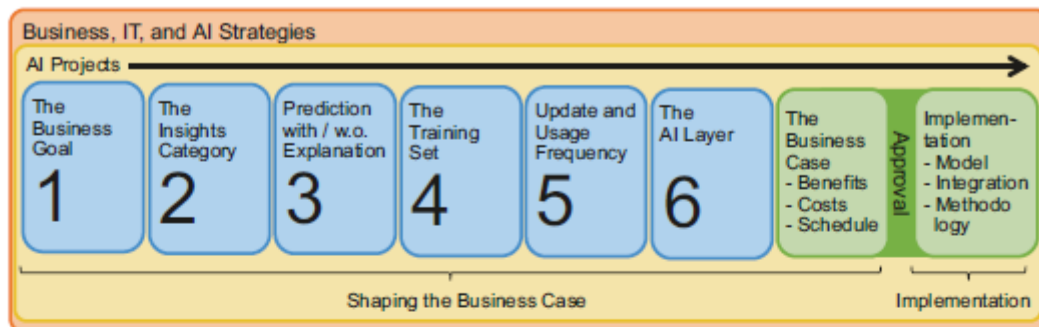 Business, IT, and AI Strategies
AI Projects
The
Business
Goal
1
The
Insights
Category
2
Prediction
with / w.o.
Explanation
3
The
Training
Set
4
Update and
Usage
Frequency
5
The
AI Layer
6
The
Business
Case
- Benefits
- Costs
- Schedule
Approval
Implemen-
tation
- Model
- Integration
- Methodo
logy
Shaping the Business Case
Implementation